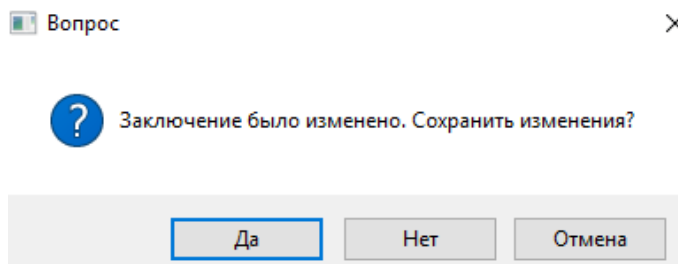 Вопрос
Заключение было изменено. Сохранить изменения?
Да Нет Отмена